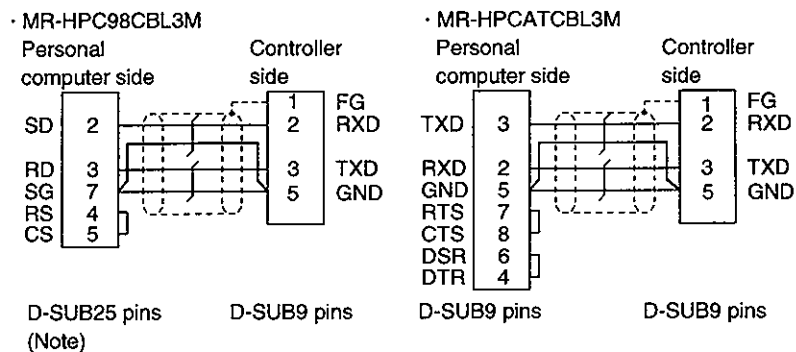 · MR-HPC98CBL3M
Personal computer side
Controller side
SD 2
RD 3
SG 7
RS 4
CS 5
1 FG
2 RXD
3 TXD
5 GND
D-SUB25 pins
(Note)
D-SUB9 pins
· MR-HPCATCBL3M
Personal computer side
Controller side
TXD 3
RXD 2
GND 5
RTS 7
CTS 8
DSR 6
DTR 4
1 FG
2 RXD
3 TXD
5 GND
D-SUB9 pins
D-SUB9 pins